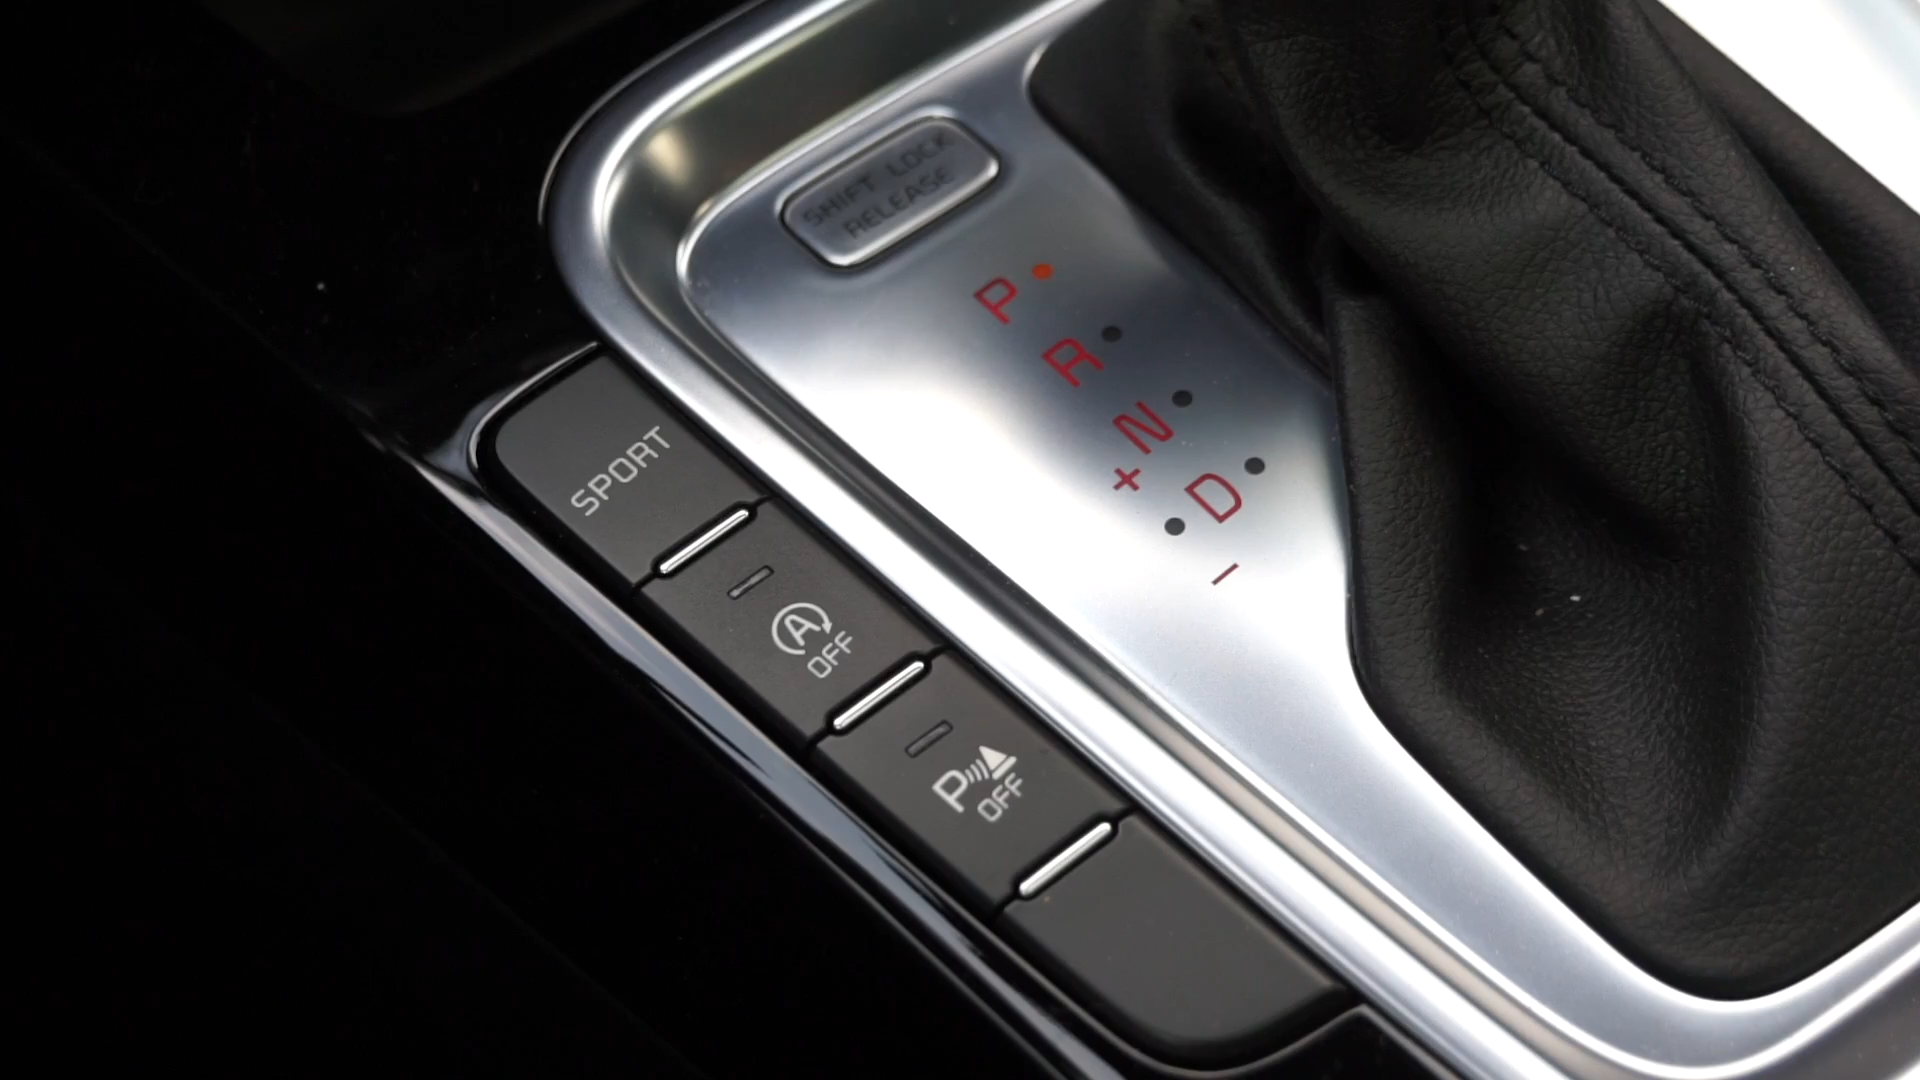 SHIFT LOCK
RELEASE
P
R
N
+
D
–
SPORT
A
OFF
P
OFF